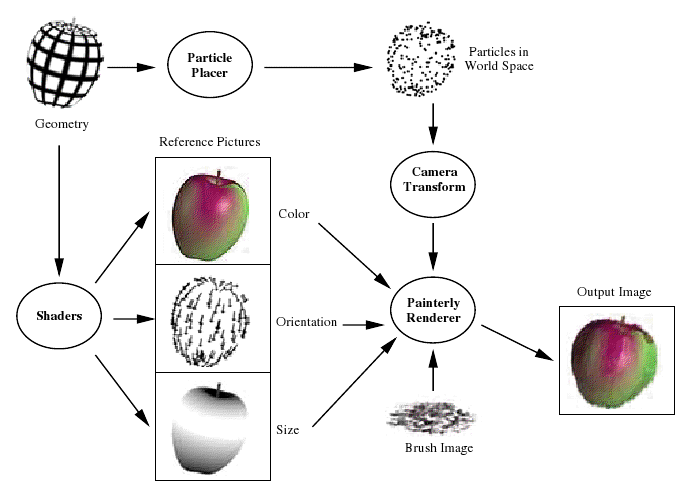 Particle
Placer
Particles in
World Space
Geometry
Reference Pictures
Camera
Transform
Color
Shaders
Orientation
Painterly
Renderer
Output Image
Size
Brush Image